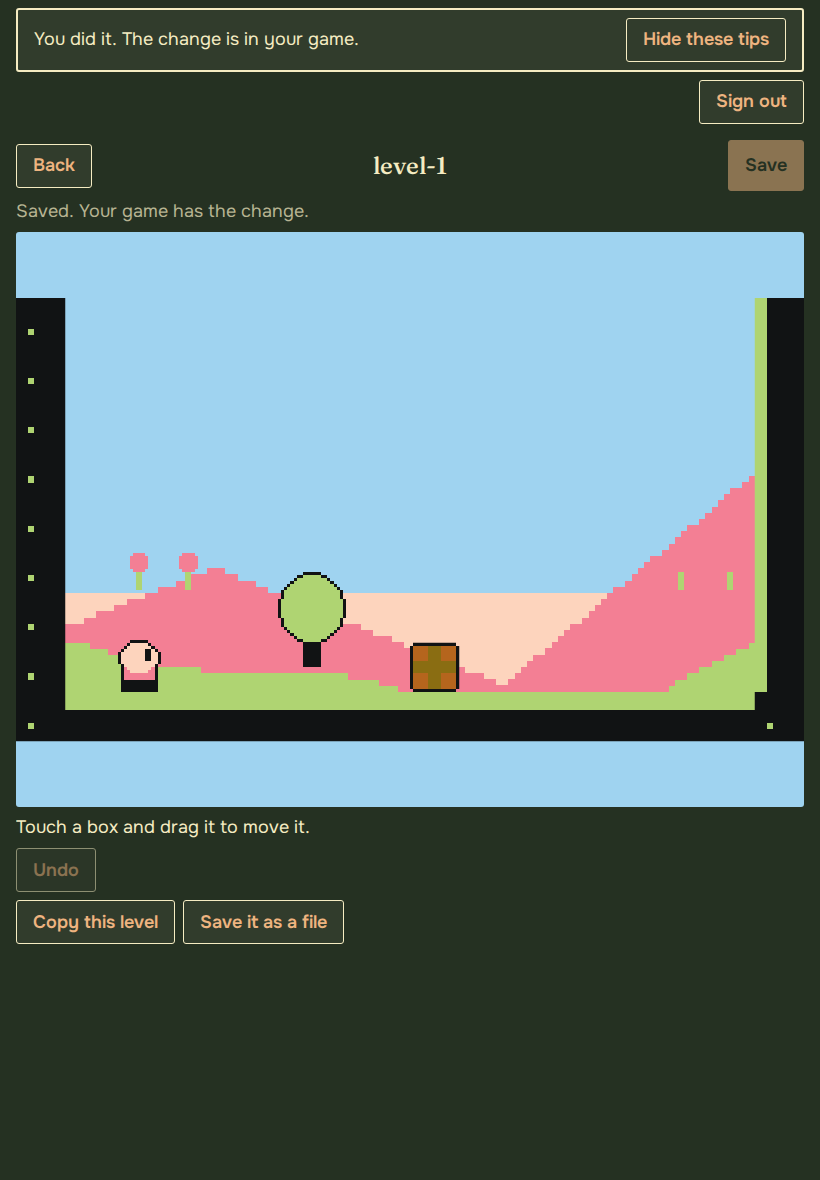 You did it. The change is in your game.
Hide these tips
Sign out
Back
level-1
Save
Saved. Your game has the change.
Touch a box and drag it to move it.
Undo
Copy this level
Save it as a file